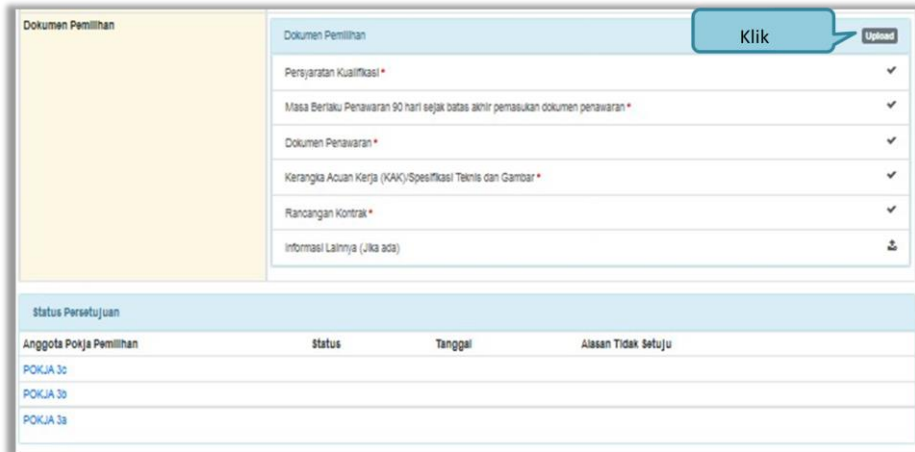 Dokumen Pemilihan
Dokumen Pemilihan
Klik
Upload
Persyaratan Kualifikasi *
Masa Berlaku Penawaran 90 hari sejak batas akhir pemasukan dokumen penawaran *
Dokumen Penawaran *
Kerangka Acuan Kerja (KAK)/Spesifikasi Teknis dan Gambar *
Rancangan Kontrak *
Informasi Lainnya (Jika ada)
Status Persetujuan
Anggota Pokja Pemilihan Status Tanggal Alasan Tidak Setuju
POKJA 3c
POKJA 3b
POKJA 3a